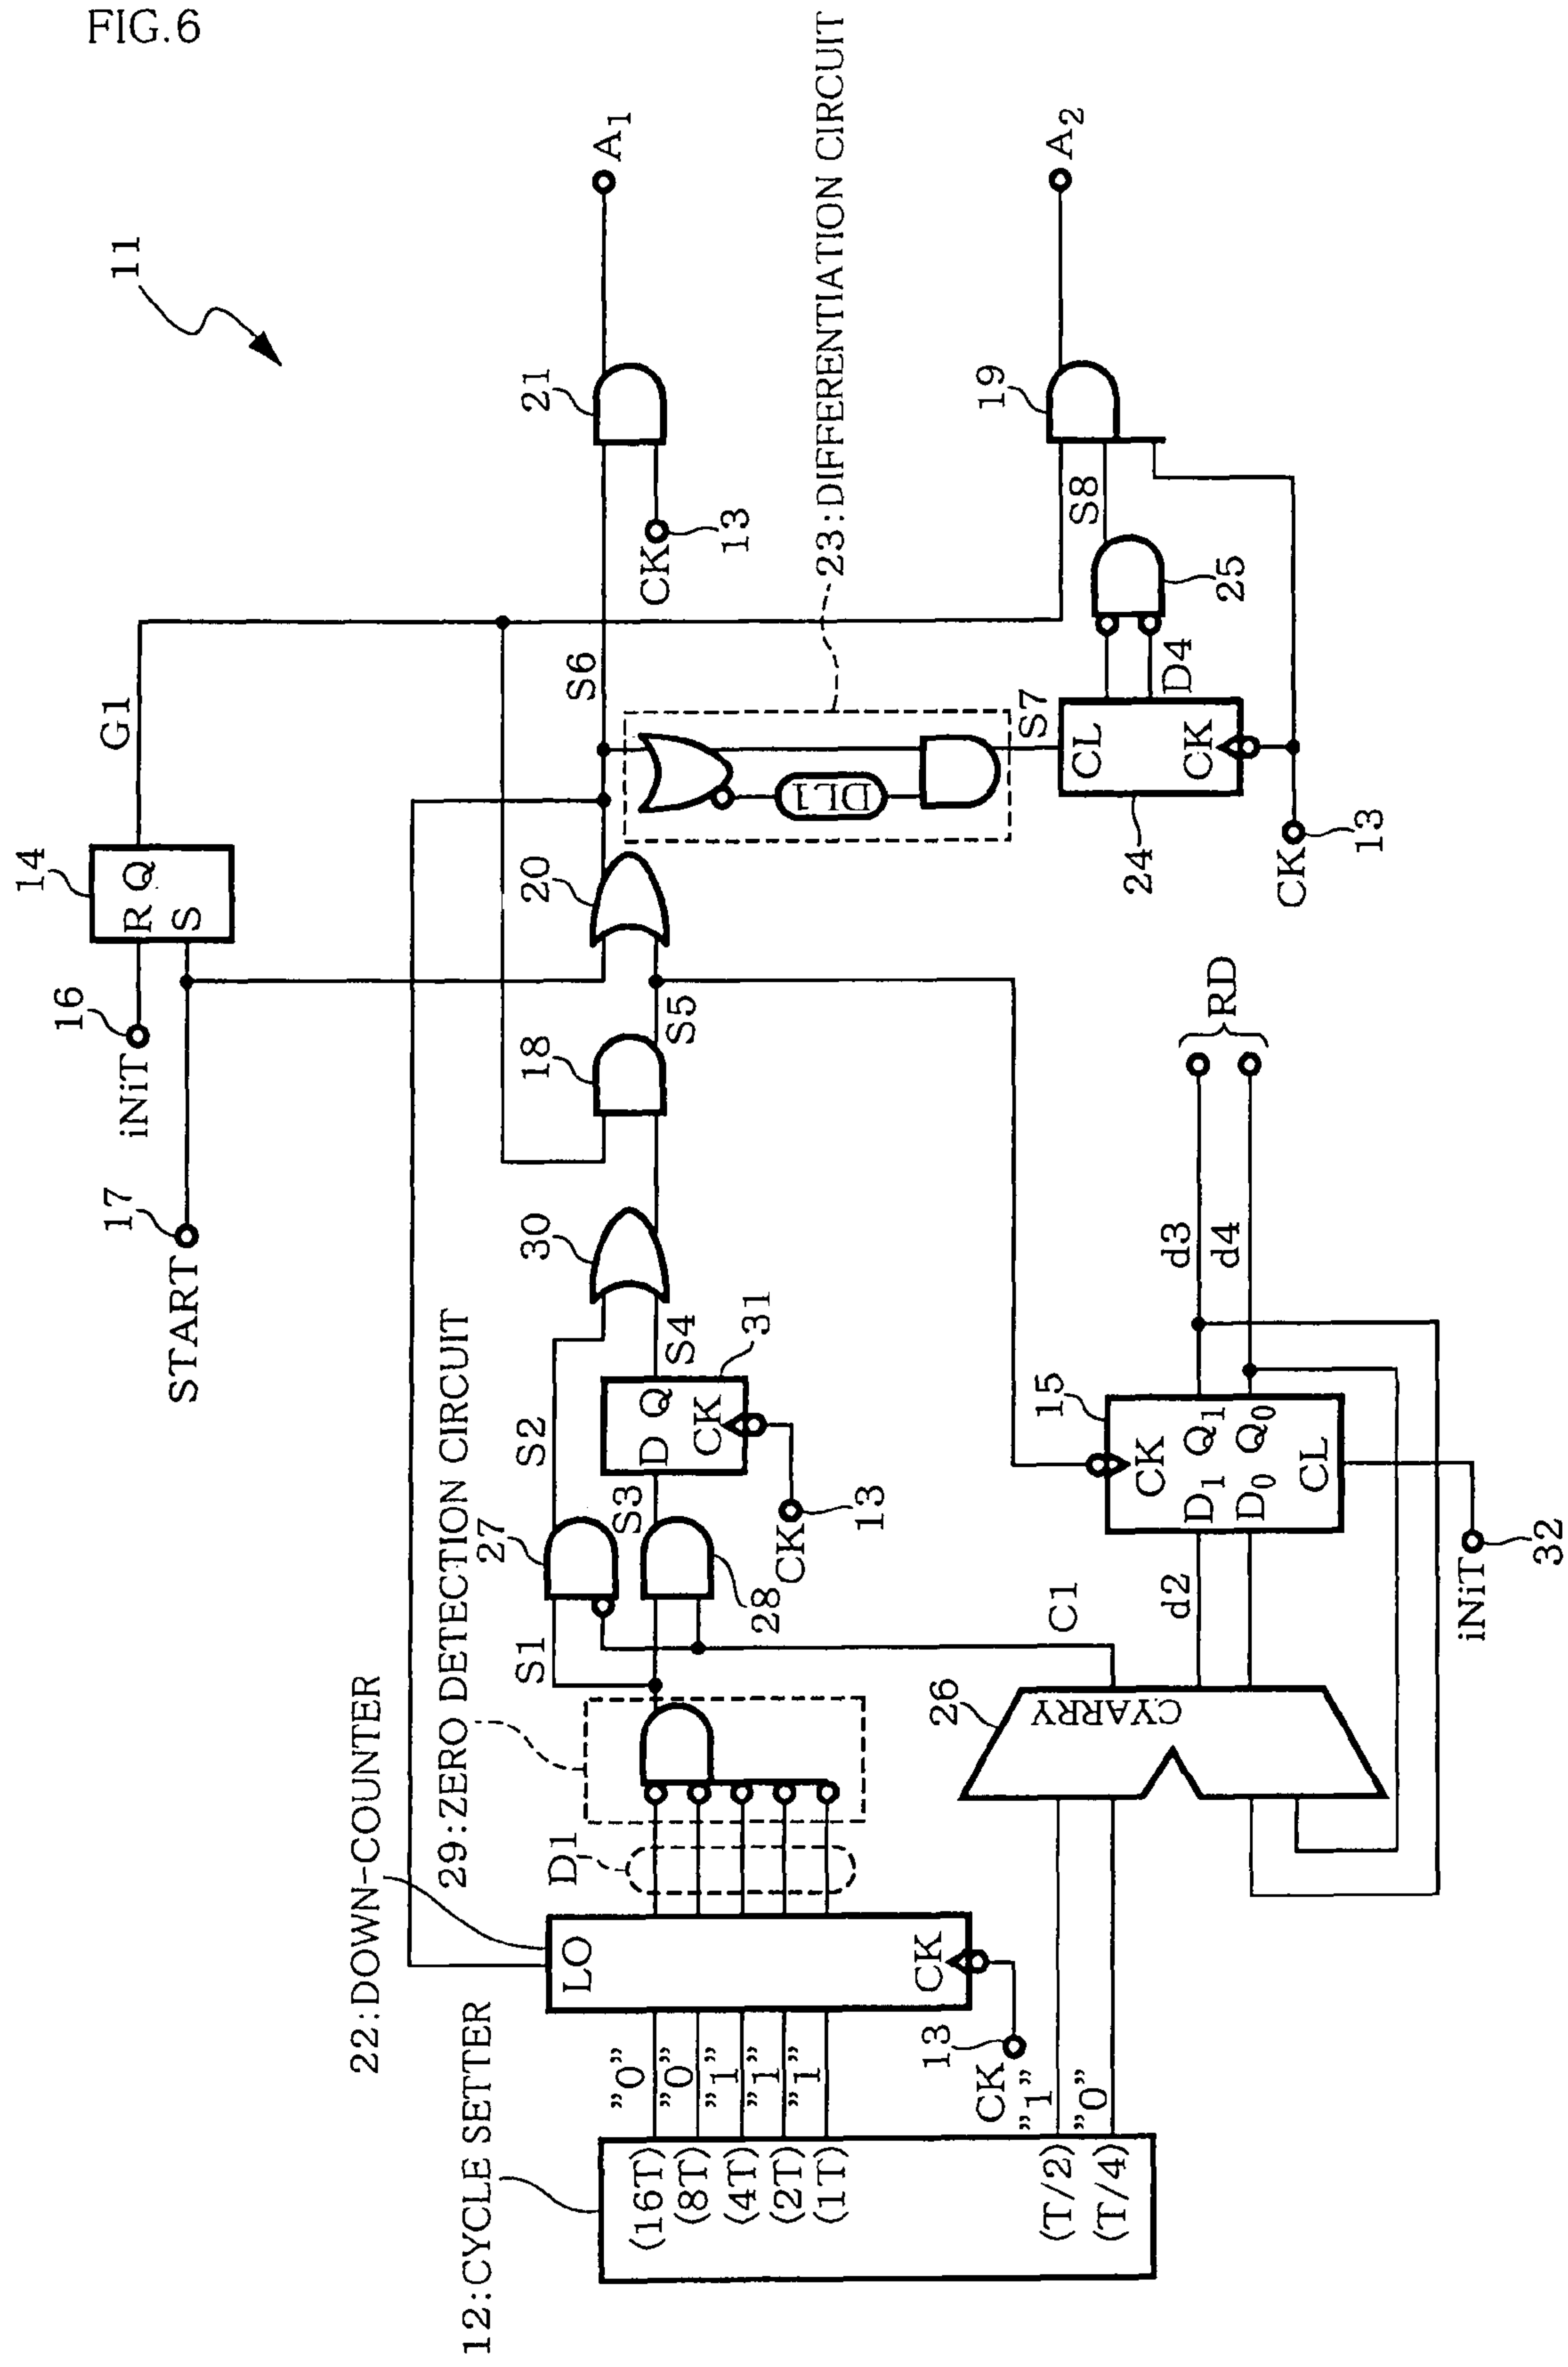 FIG.6
11
14
R Q
S
G1
16
iNiT
17
START
A1
21
CK
13
S6
20
18
S5
30
S2
S4
31
D Q
CK
CK
13
27
S3
28
S1
29:ZERO DETECTION CIRCUIT
22:DOWN-COUNTER
D1
LO
CK
13
CK
12:CYCLE SETTER
(16T)
(8T)
(4T)
(2T)
(1T)
(T/2)
(T/4)
"0"
"0"
"1"
"1"
"1"
"1"
"0"
23:DIFFERENTIATION CIRCUIT
DL1
S7
CL
CK
24
D4
25
S8
19
A2
CK
13
C1
26
CYARRY
d2
15
CK
D1 Q1
D0 Q0
CL
iNiT
32
d3
d4
RD